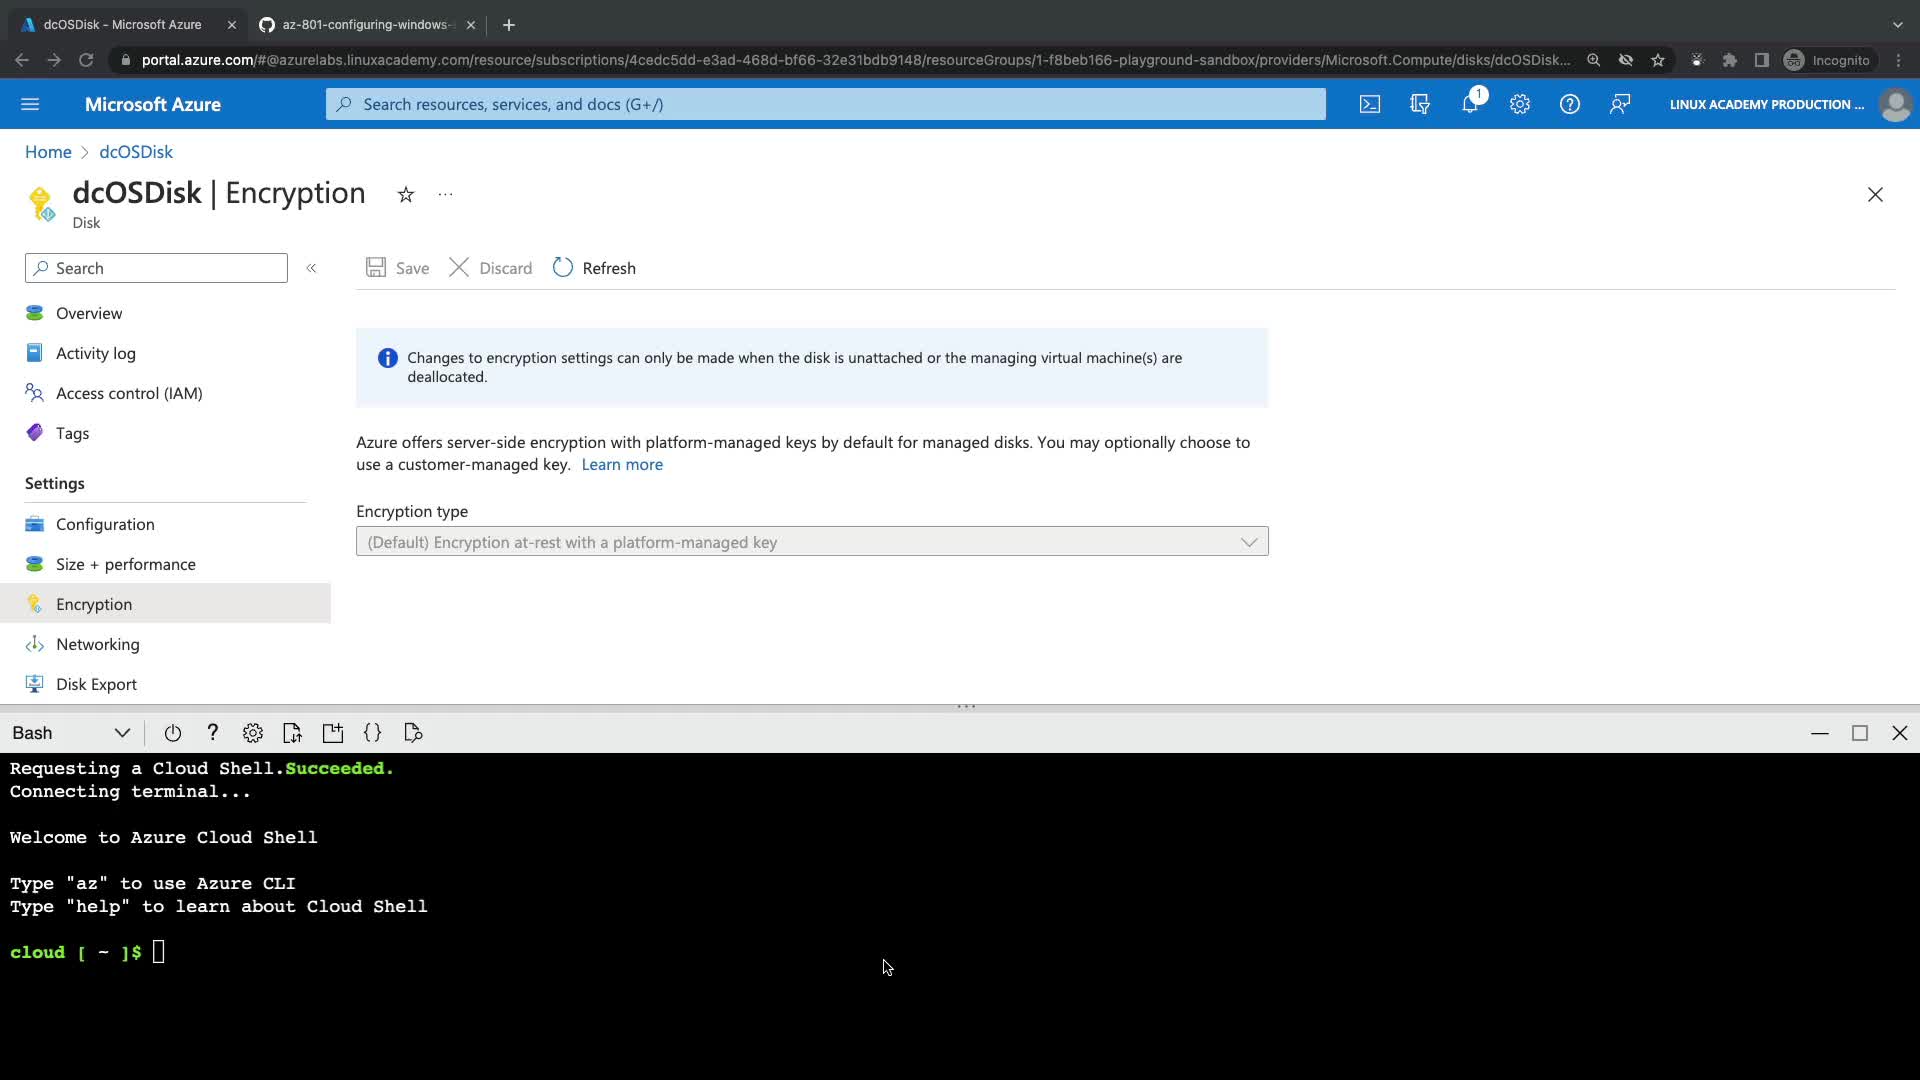 dcOSDisk - Microsoft Azure
az-801-configuring-windows-
portal.azure.com/#@azurelabs.linuxacademy.com/resource/subscriptions/4cedc5dd-e3ad-468d-bf66-32e31bdb9148/resourceGroups/1-f8beb166-playground-sandbox/providers/Microsoft.Compute/disks/dcOSDisk...
Incognito
Microsoft Azure
Search resources, services, and docs (G+/)
1
LINUX ACADEMY PRODUCTION ...
Home > dcOSDisk
dcOSDisk | Encryption
Disk
Search
Save
Discard
Refresh
Overview
Activity log
Access control (IAM)
Tags
Settings
Configuration
Size + performance
Encryption
Networking
Disk Export
Changes to encryption settings can only be made when the disk is unattached or the managing virtual machine(s) are
deallocated.
Azure offers server-side encryption with platform-managed keys by default for managed disks. You may optionally choose to
use a customer-managed key. Learn more
Encryption type
(Default) Encryption at-rest with a platform-managed key
Bash
Requesting a Cloud Shell.Succeeded.
Connecting terminal...
Welcome to Azure Cloud Shell
Type "az" to use Azure CLI
Type "help" to learn about Cloud Shell
cloud [ ~ ]$